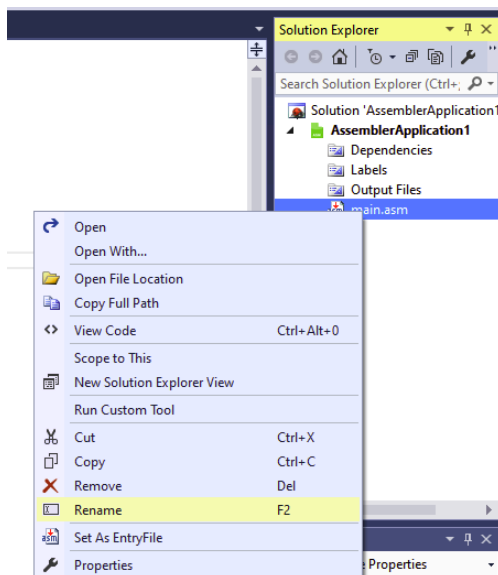 Solution Explorer
Search Solution Explorer (Ctrl+;
Solution 'AssemblerApplication1
AssemblerApplication1
Dependencies
Labels
Output Files
main.asm
Open
Open With...
Open File Location
Copy Full Path
View Code Ctrl+Alt+0
Scope to This
New Solution Explorer View
Run Custom Tool
Cut Ctrl+X
Copy Ctrl+C
Remove Del
Rename F2
asm Set As EntryFile
Properties
Properties